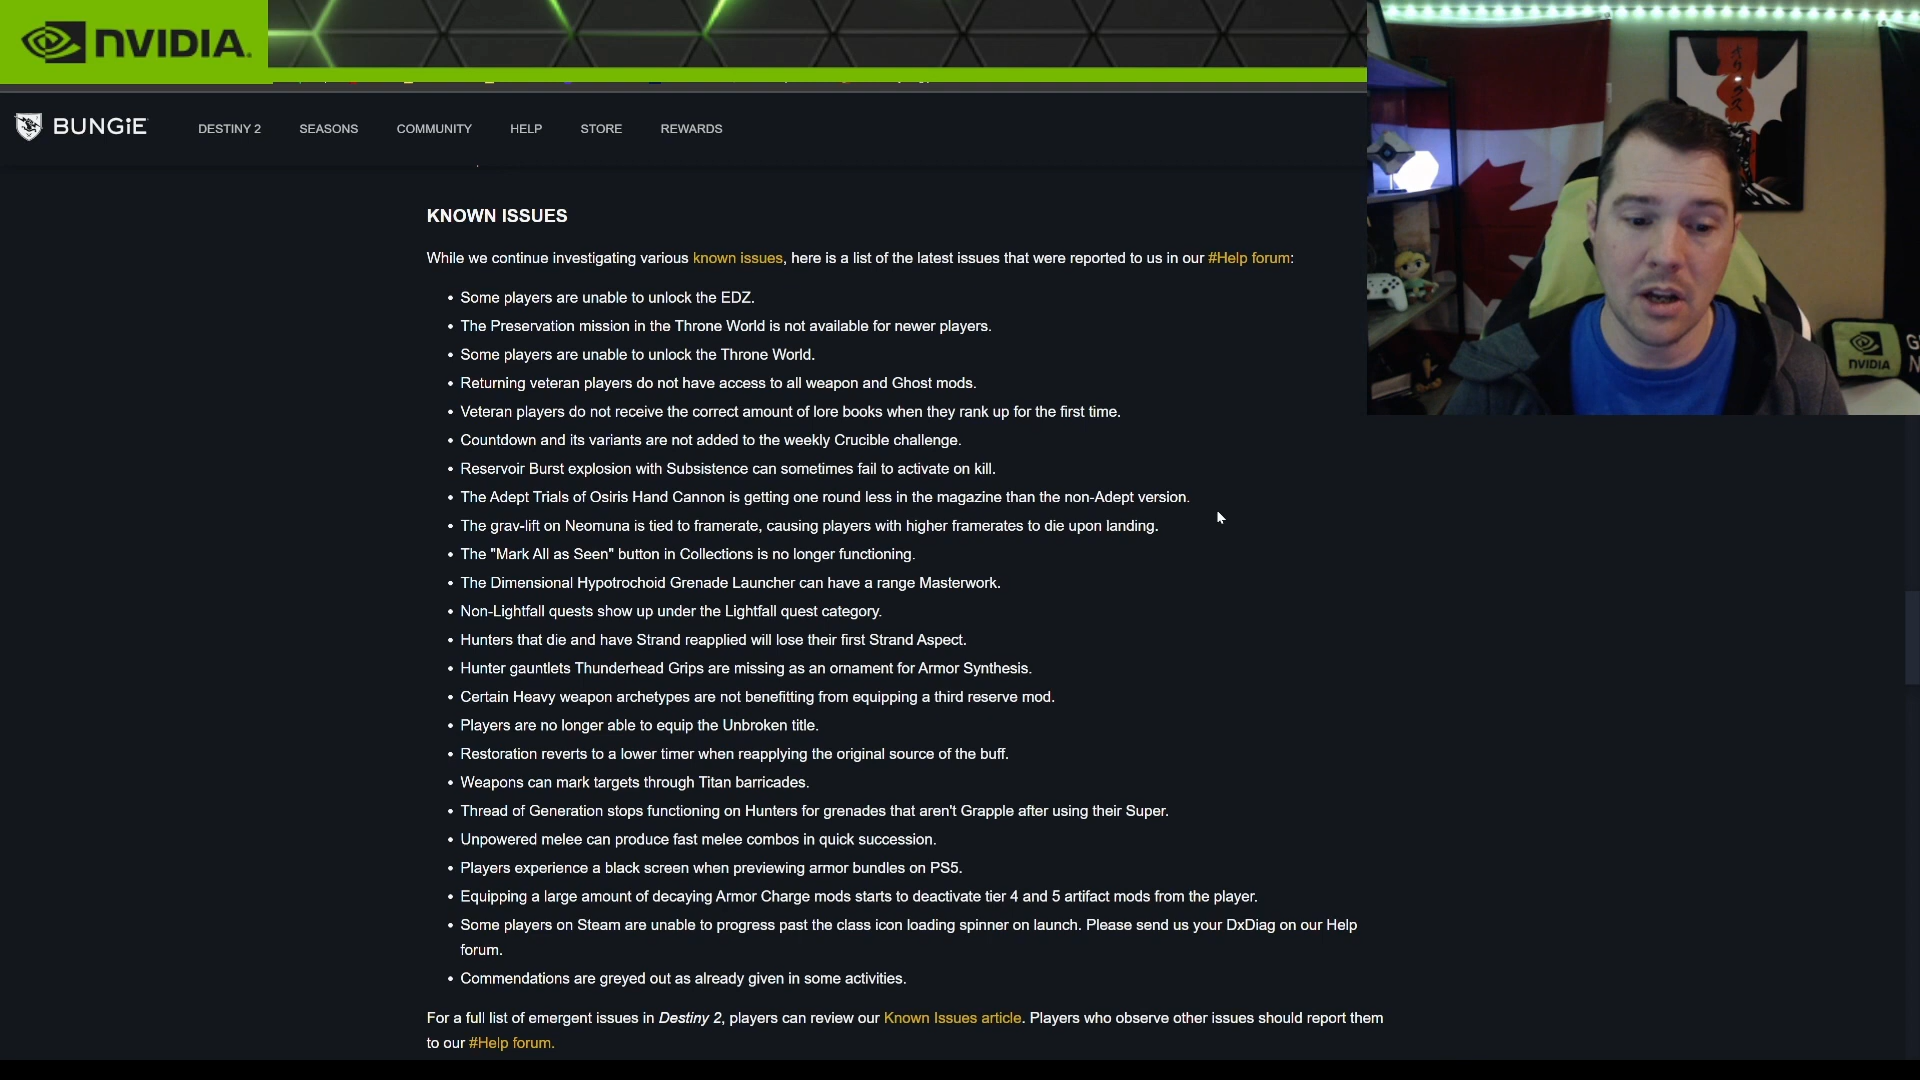 NVIDIA.
BUNGiE
DESTINY 2
SEASONS
COMMUNITY
HELP
STORE
REWARDS
KNOWN ISSUES
While we continue investigating various known issues, here is a list of the latest issues that were reported to us in our #Help forum:
• Some players are unable to unlock the EDZ.
• The Preservation mission in the Throne World is not available for newer players.
• Some players are unable to unlock the Throne World.
• Returning veteran players do not have access to all weapon and Ghost mods.
• Veteran players do not receive the correct amount of lore books when they rank up for the first time.
• Countdown and its variants are not added to the weekly Crucible challenge.
• Reservoir Burst explosion with Subsistence can sometimes fail to activate on kill.
• The Adept Trials of Osiris Hand Cannon is getting one round less in the magazine than the non-Adept version.
• The grav-lift on Neomuna is tied to framerate, causing players with higher framerates to die upon landing.
• The "Mark All as Seen" button in Collections is no longer functioning.
• The Dimensional Hypotrochoid Grenade Launcher can have a range Masterwork.
• Non-Lightfall quests show up under the Lightfall quest category.
• Hunters that die and have Strand reapplied will lose their first Strand Aspect.
• Hunter gauntlets Thunderhead Grips are missing as an ornament for Armor Synthesis.
• Certain Heavy weapon archetypes are not benefitting from equipping a third reserve mod.
• Players are no longer able to equip the Unbroken title.
• Restoration reverts to a lower timer when reapplying the original source of the buff.
• Weapons can mark targets through Titan barricades.
• Thread of Generation stops functioning on Hunters for grenades that aren't Grapple after using their Super.
• Unpowered melee can produce fast melee combos in quick succession.
• Players experience a black screen when previewing armor bundles on PS5.
• Equipping a large amount of decaying Armor Charge mods starts to deactivate tier 4 and 5 artifact mods from the player.
• Some players on Steam are unable to progress past the class icon loading spinner on launch. Please send us your DxDiag on our Help
forum.
• Commendations are greyed out as already given in some activities.
For a full list of emergent issues in Destiny 2, players can review our Known Issues article. Players who observe other issues should report them
to our #Help forum.
NVIDIA